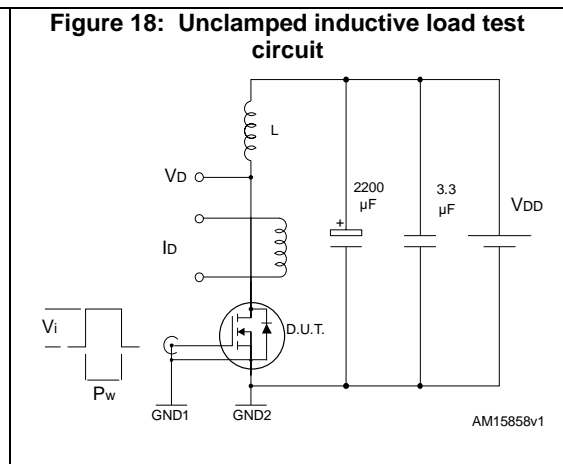 Figure 18: Unclamped inductive load test
circuit
L
VD
2200
µF
3.3
µF
VDD
+
ID
Vi
D.U.T.
Pw
GND1
GND2
AM15858v1